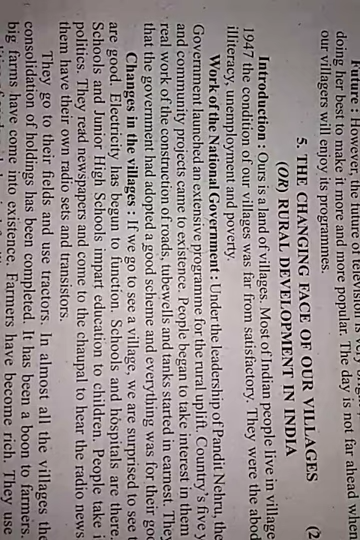 Future : However, the future of
doing her best to make it more and more popular. The day is not far ahead when
our villagers will enjoy its programmes.
5. THE CHANGING FACE OF OUR VILLAGES
(OR) RURAL DEVELOPMENT IN INDIA (2
Introduction : Ours is a land of villages. Most of Indian people live in village
1947 the condition of our villages was far from satisfactory. They were the abod
illiteracy, unemployment and poverty.
Work of the National Government : Under the leadership of Pandit Nehru, the
Government launched an extensive programme for the rural uplift. Country's five y
and community projects came to existence. People began to take interest in them
real work of the construction of roads, tubewells and tanks started in earnest. They
that the government had adopted a good scheme and everything was for their goo
Changes in the villages : If we go to see a village, we are surprised to see t
are good. Electricity has begun to function. Schools and hospitals are there.
Schools and Junior High Schools impart education to children. People take i
politics. They read newspapers and come to the chaupal to hear the radio news
them have their own radio sets and transistors.
They go to their fields and use tractors. In almost all the villages the
consolidation of holdings has been completed. It has been a boon to farmers.
big farms have come into existence. Farmers have become rich. They use